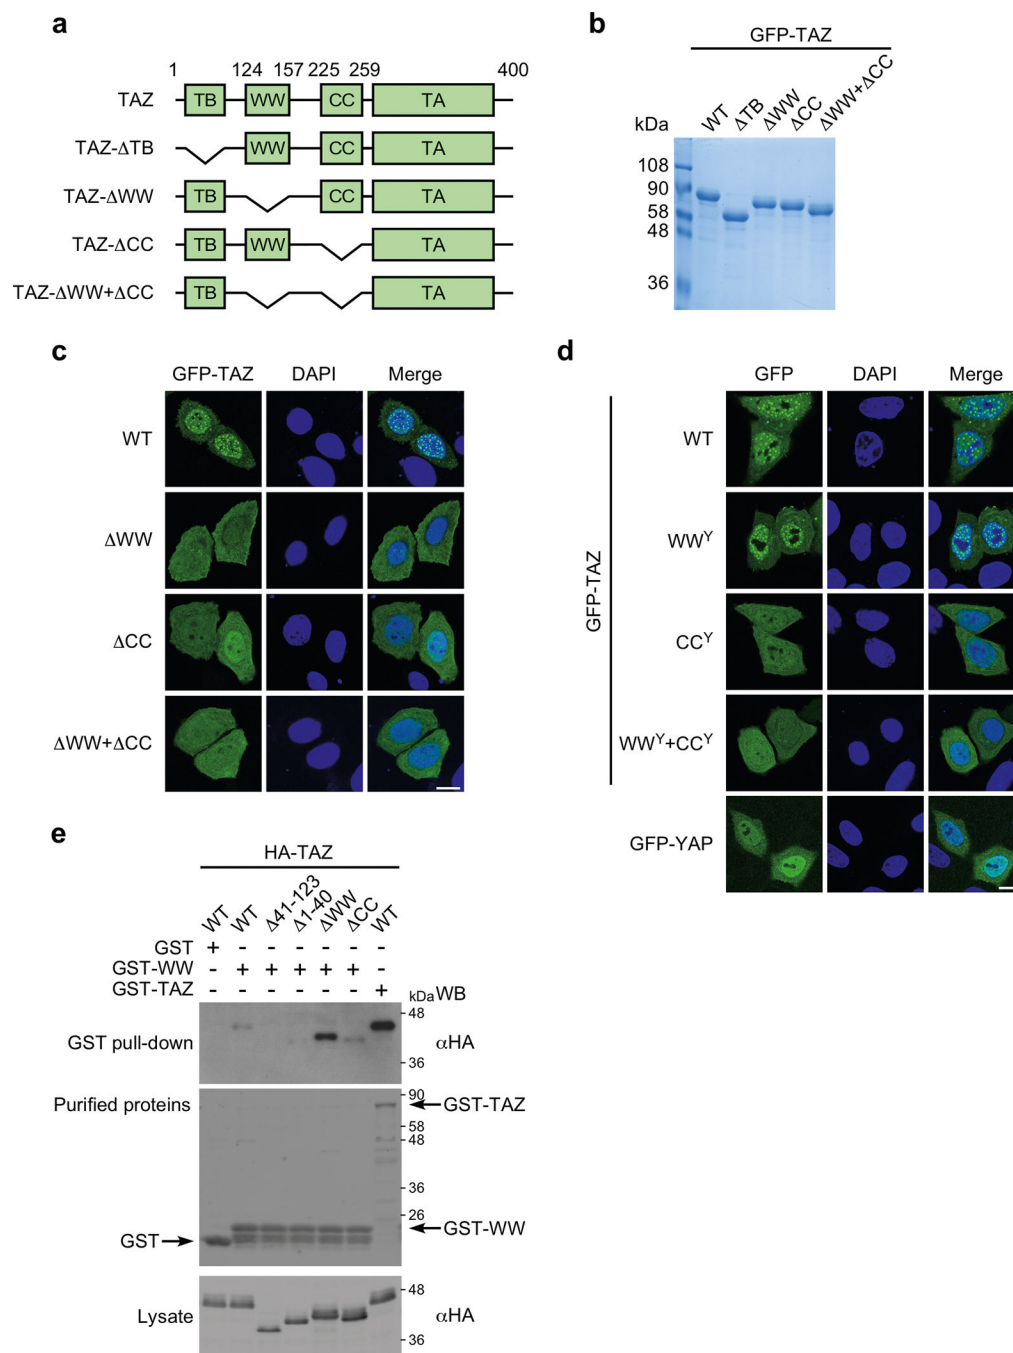 a
1 124 157 225 259 400
TAZ TB WW CC TA
TAZ-ΔTB WW CC TA
TAZ-ΔWW TB CC TA
TAZ-ΔCC TB WW TA
TAZ-ΔWW+ΔCC TB TA
b
GFP-TAZ
kDa WT ΔTB ΔWW ΔCC ΔWW+ΔCC
108
90
58
48
36
c
GFP-TAZ DAPI Merge
WT
ΔWW
ΔCC
ΔWW+ΔCC
d
GFP DAPI Merge
GFP-TAZ
WT
WWʸ
CCʸ
WWʸ+CCʸ
GFP-YAP
e
HA-TAZ
WT WT Δ41-123 Δ1-40 ΔWW ΔCC WT
GST + - - - - - -
GST-WW - + + + + + -
GST-TAZ - - - - - - +
kDa WB
48
GST pull-down αHA
36
Purified proteins
90
GST-TAZ
58
48
36
26
GST-WW
GST
48
Lysate αHA
36